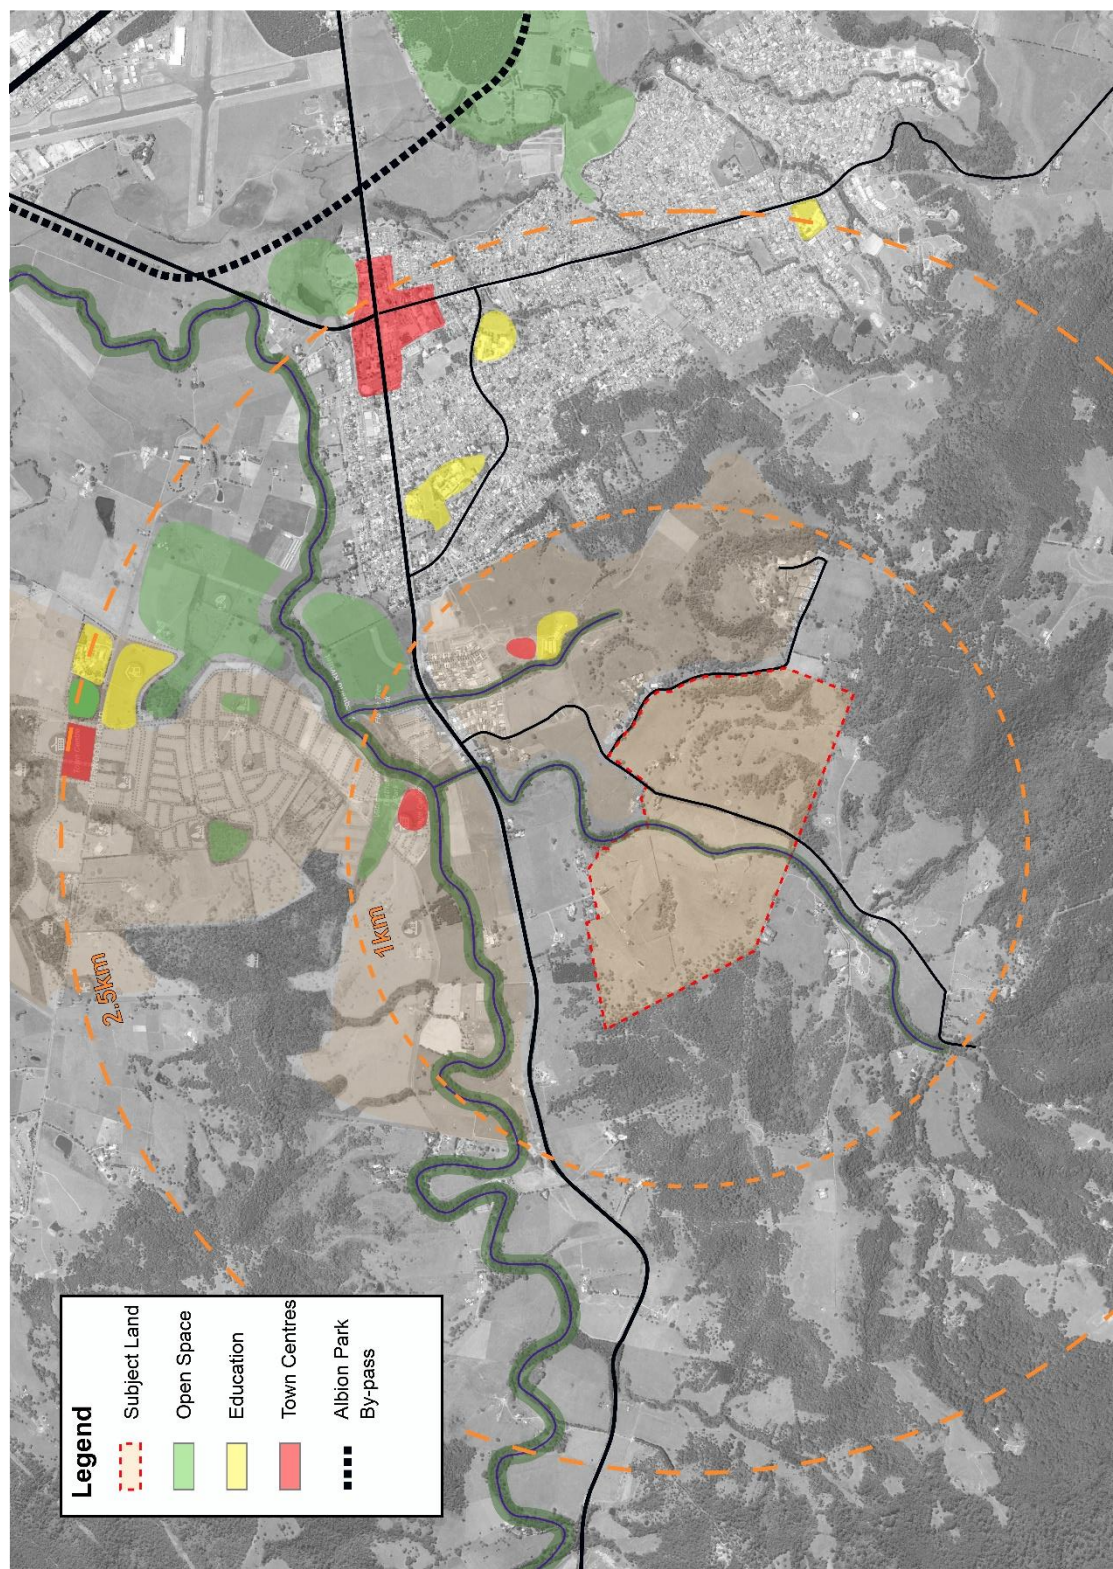 Legend
Subject Land
Open Space
Education
Town Centres
Albion Park
By-pass
2.5km
1km